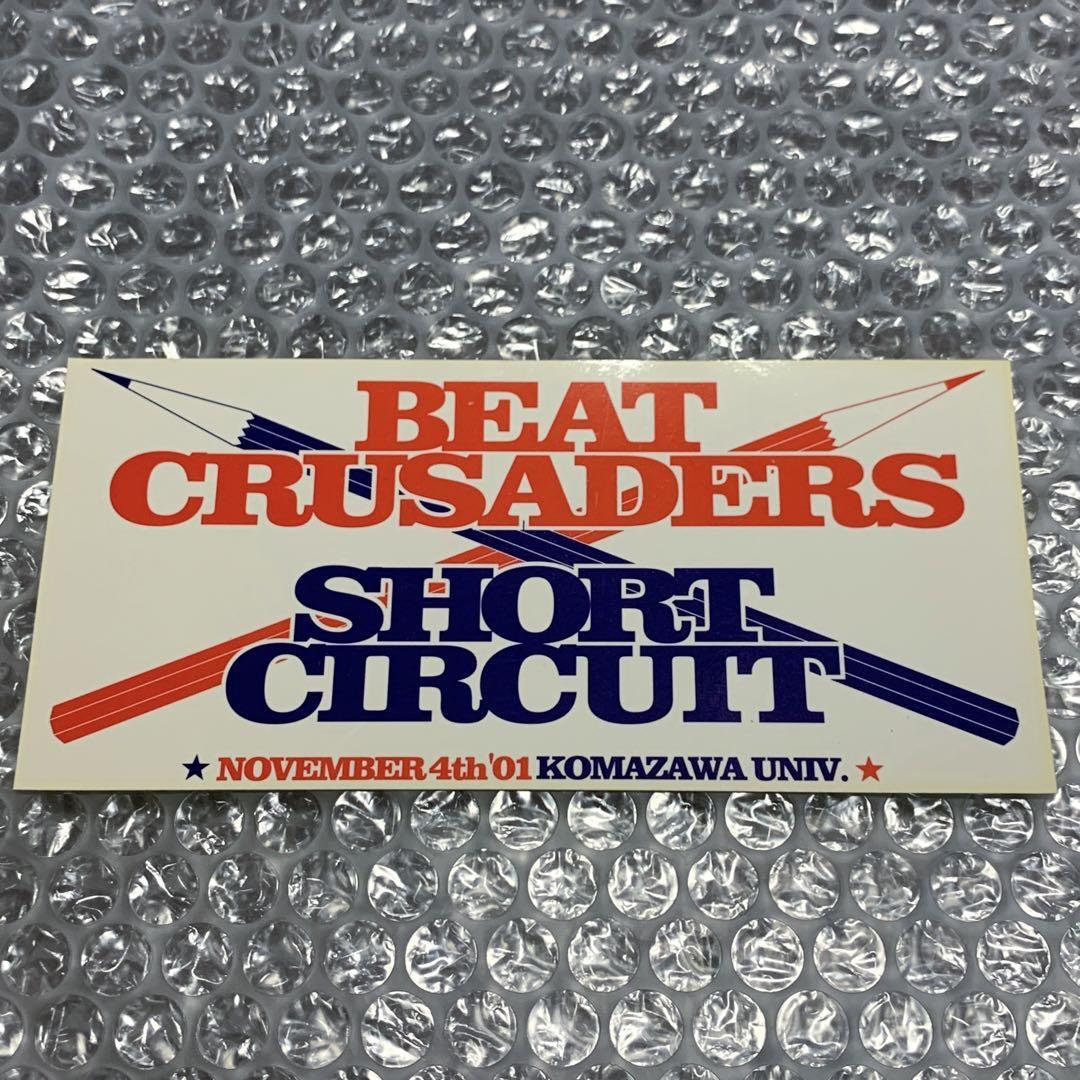 BEAT
CRUSADERS
SHORT
CIRCUIT
★ NOVEMBER 4th '01 KOMAZAWA UNIV. ★